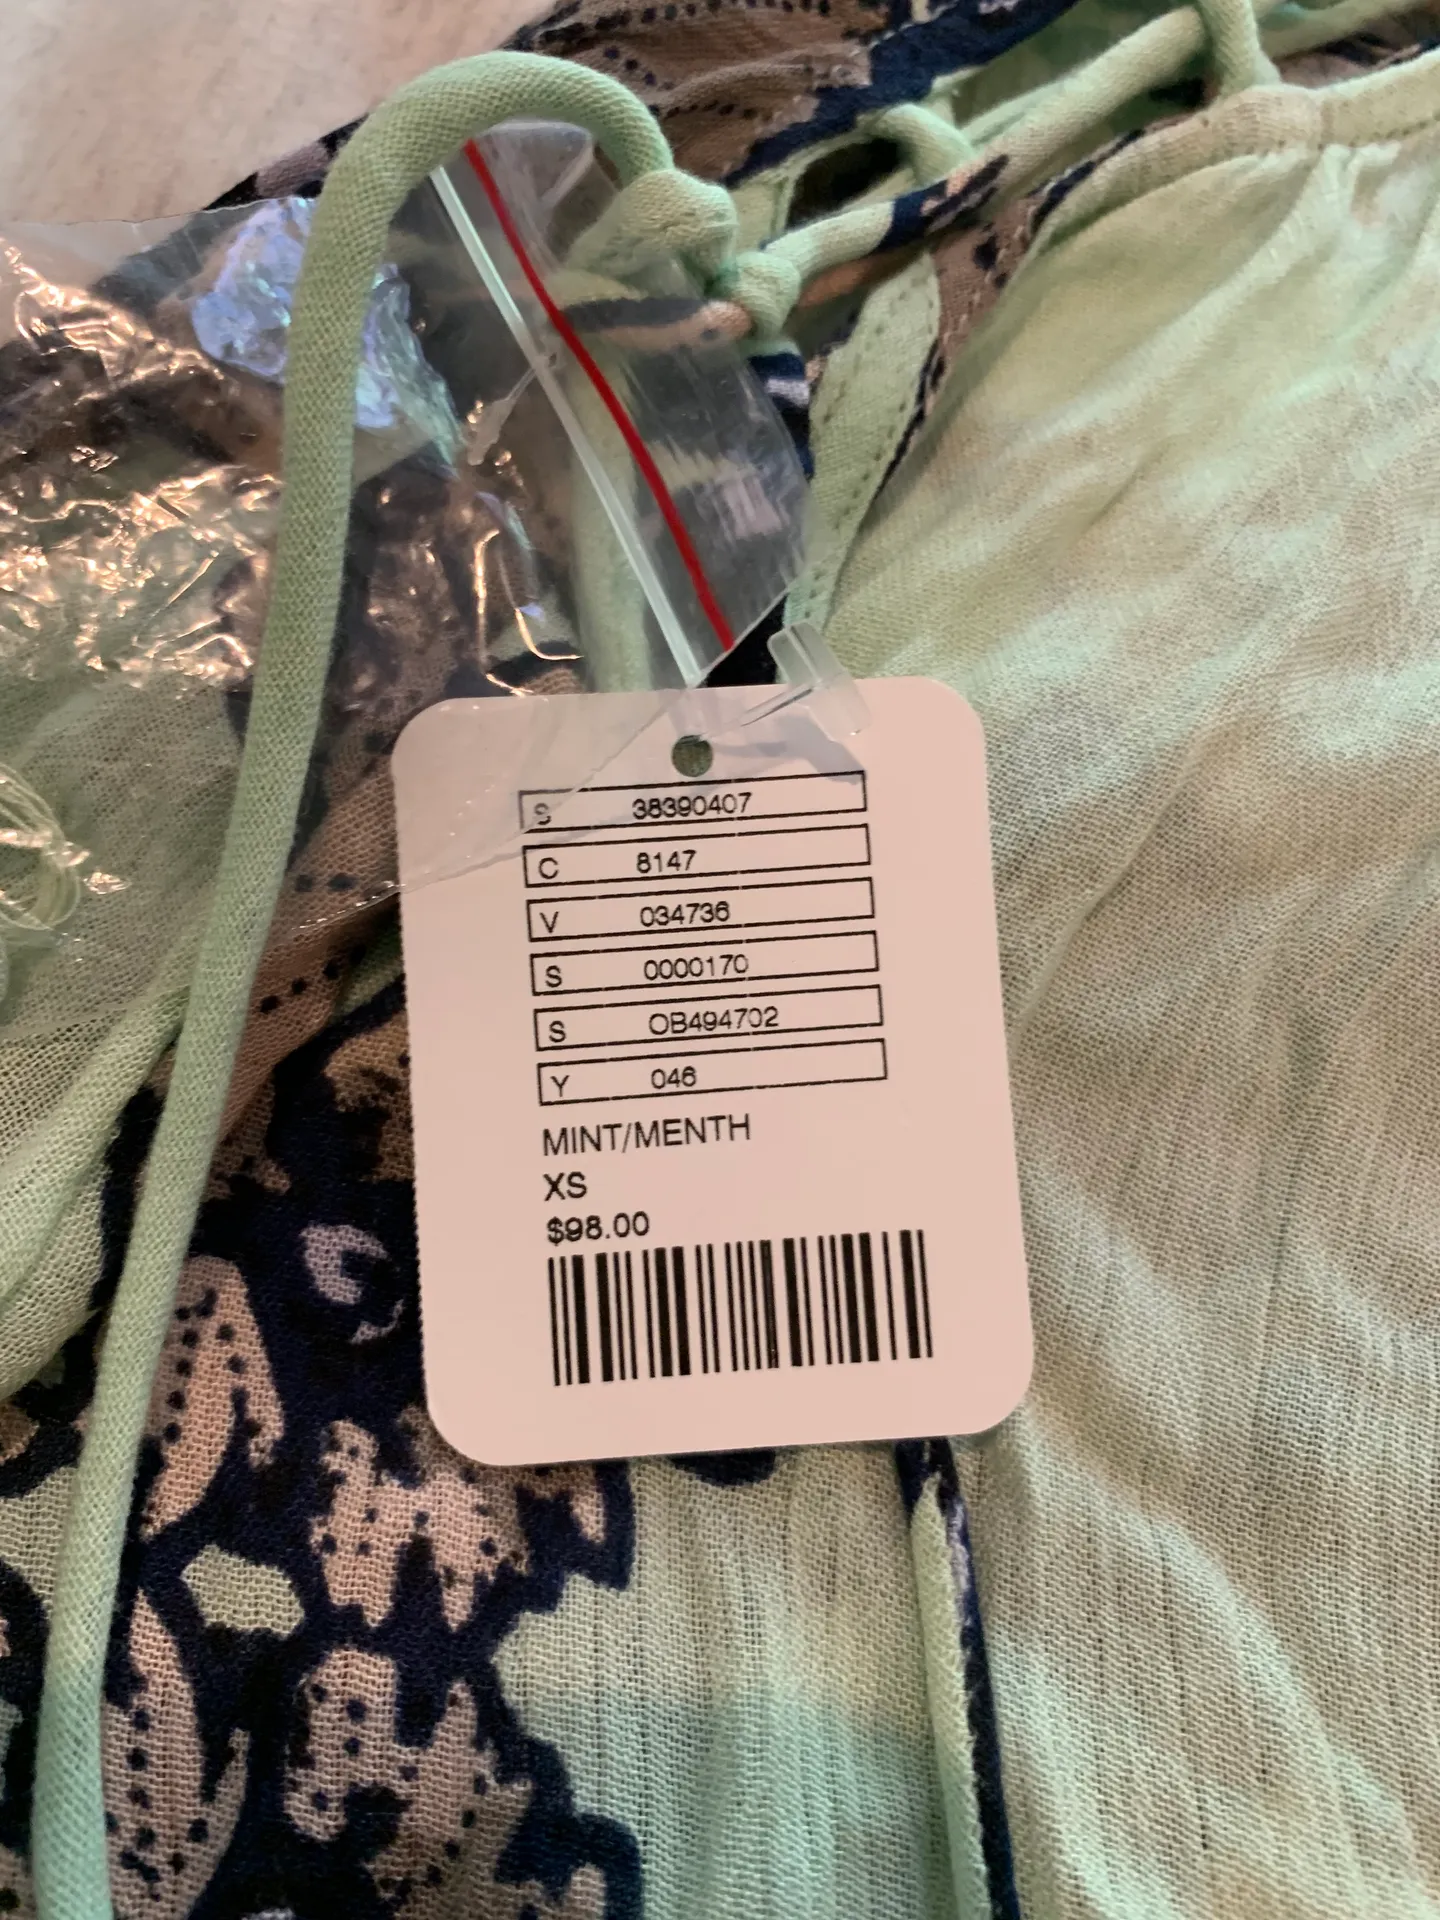 S 38390407
C 8147
V 034736
S 0000170
S OB494702
Y 046
MINT/MENTH
XS
$98.00